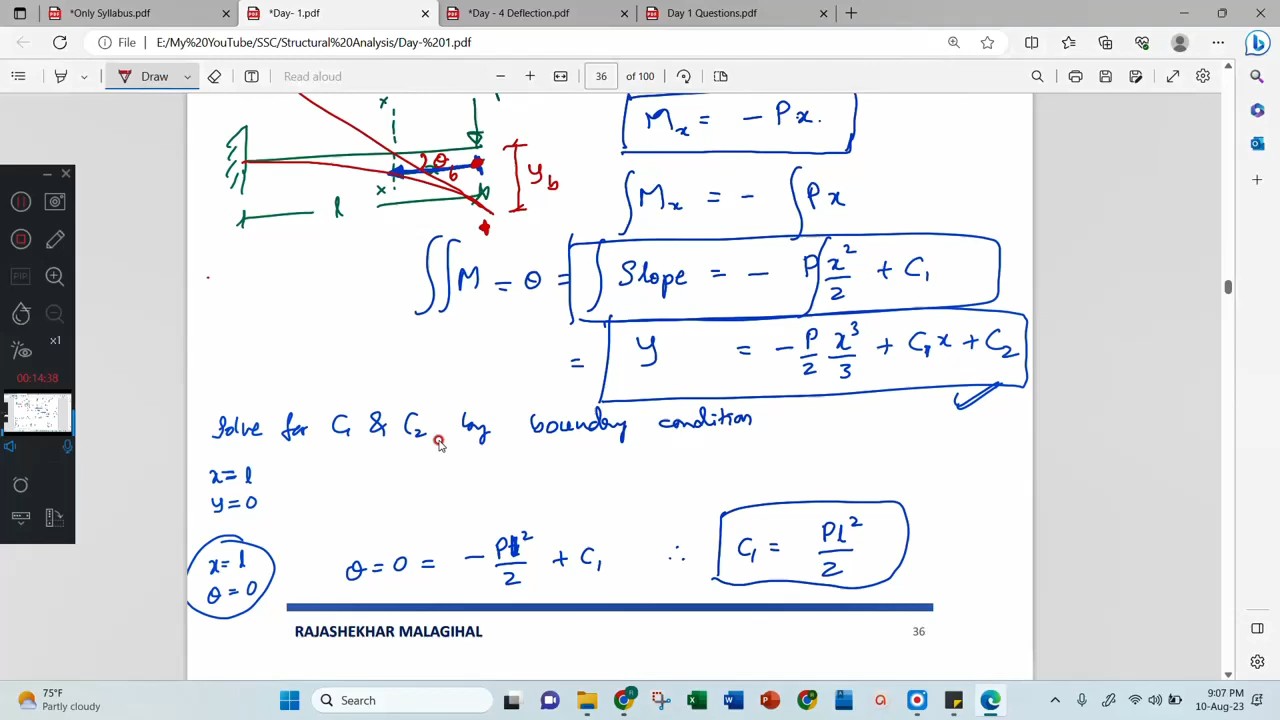 *Only Syllabus.pdf
*Day- 1.pdf
*Day - 4 Deflection.pdf
Day 1 Questions.pdf
File
E:/My%20YouTube/SSC/Structural%20Analysis/Day-%201.pdf
Draw
Read aloud
36
of 100
Mx = - Px.
x
x
θb
yb
l
∫Mx = - ∫Px
∫∫M = θ = ∫ Slope = - P∫ x²/2 + C₁
= y = - P/2 x³/3 + C₁x + C₂
Solve for C₁ & C₂ by boundry condition
x = l
y = 0
x = l
θ = 0
θ = 0 = - Pl²/2 + C₁ ∴ C₁ = Pl²/2
RAJASHEKHAR MALAGIHAL
36
PIP
x1
00:14:38
75°F
Partly cloudy
Search
9:07 PM
10-Aug-23